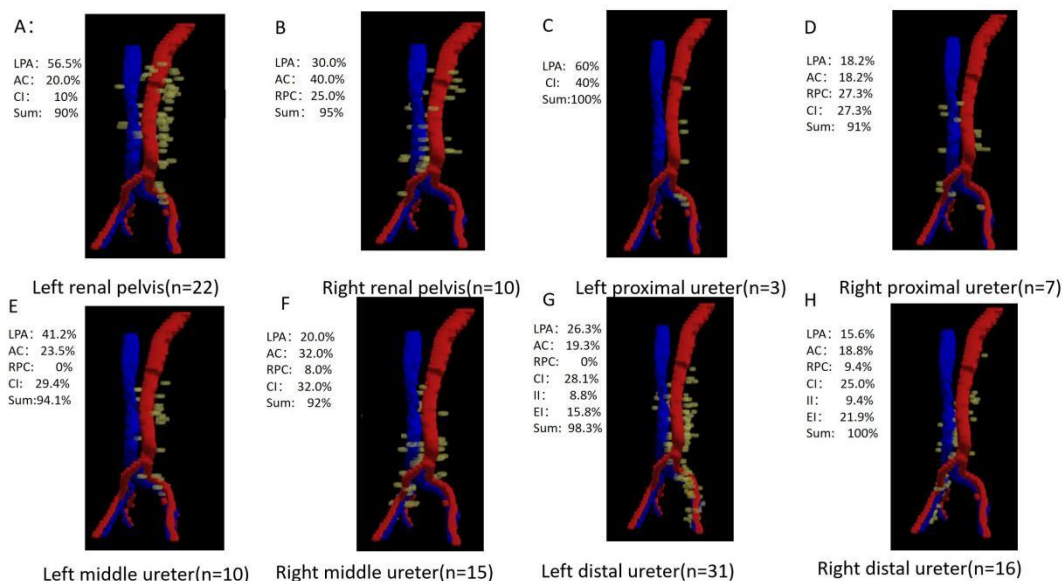 A：
LPA： 56.5%
AC： 20.0%
CI： 10%
Sum: 90%
Left renal pelvis(n=22)
B
LPA： 30.0%
AC： 40.0%
RPC: 25.0%
Sum： 95%
Right renal pelvis(n=10)
C
LPA： 60%
CI： 40%
Sum:100%
Left proximal ureter(n=3)
D
LPA： 18.2%
AC： 18.2%
RPC： 27.3%
CI： 27.3%
Sum: 91%
Right proximal ureter(n=7)
E
LPA： 41.2%
AC： 23.5%
RPC: 0%
CI： 29.4%
Sum:94.1%
Left middle ureter(n=10)
F
LPA： 20.0%
AC： 32.0%
RPC: 8.0%
CI： 32.0%
Sum: 92%
Right middle ureter(n=15)
G
LPA： 26.3%
AC： 19.3%
RPC: 0%
CI： 28.1%
II： 8.8%
EI： 15.8%
Sum: 98.3%
Left distal ureter(n=31)
H
LPA： 15.6%
AC： 18.8%
RPC： 9.4%
CI： 25.0%
II： 9.4%
EI： 21.9%
Sum: 100%
Right distal ureter(n=16)